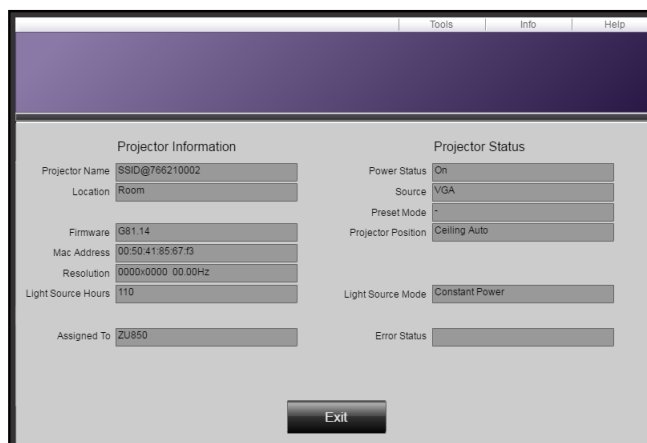 Tools Info Help
Projector Information
Projector Name SSID@766210002
Location Room
Firmware G81.14
Mac Address 00:50:41:85:67:f3
Resolution 0000x0000 00.00Hz
Light Source Hours 110
Assigned To ZU850
Projector Status
Power Status On
Source VGA
Preset Mode -
Projector Position Ceiling Auto
Light Source Mode Constant Power
Error Status
Exit